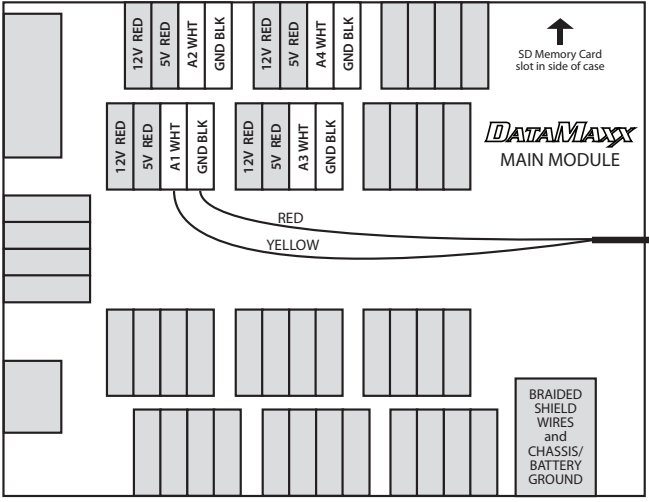 12V RED
5V RED
A2 WHT
GND BLK
12V RED
5V RED
A4 WHT
GND BLK
SD Memory Card
slot in side of case
12V RED
5V RED
A1 WHT
GND BLK
12V RED
5V RED
A3 WHT
GND BLK
DATAMAXX
MAIN MODULE
RED
YELLOW
BRAIDED
SHIELD
WIRES
and
CHASSIS/
BATTERY
GROUND